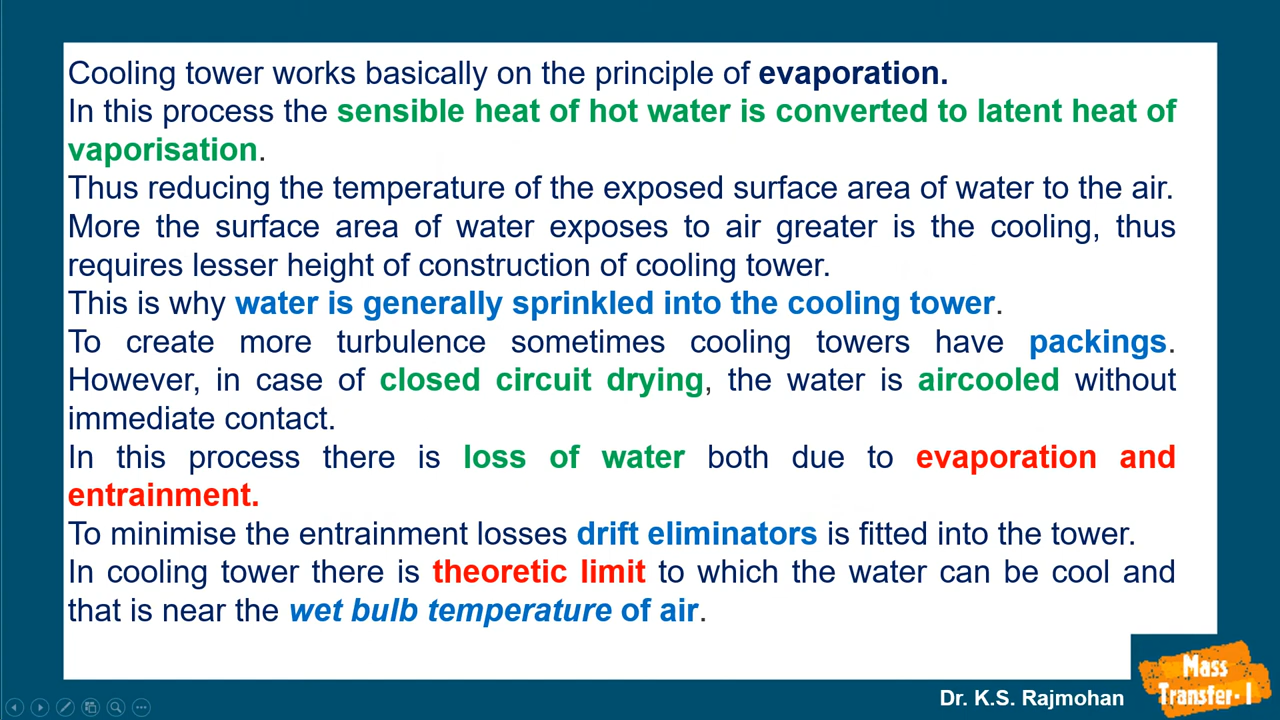 Cooling tower works basically on the principle of evaporation.
In this process the sensible heat of hot water is converted to latent heat of
vaporisation.
Thus reducing the temperature of the exposed surface area of water to the air.
More the surface area of water exposes to air greater is the cooling, thus
requires lesser height of construction of cooling tower.
This is why water is generally sprinkled into the cooling tower.
To create more turbulence sometimes cooling towers have packings.
However, in case of closed circuit drying, the water is aircooled without
immediate contact.
In this process there is loss of water both due to evaporation and
entrainment.
To minimise the entrainment losses drift eliminators is fitted into the tower.
In cooling tower there is theoretic limit to which the water can be cool and
that is near the wet bulb temperature of air.
Dr. K.S. Rajmohan
Mass
Transfer-I